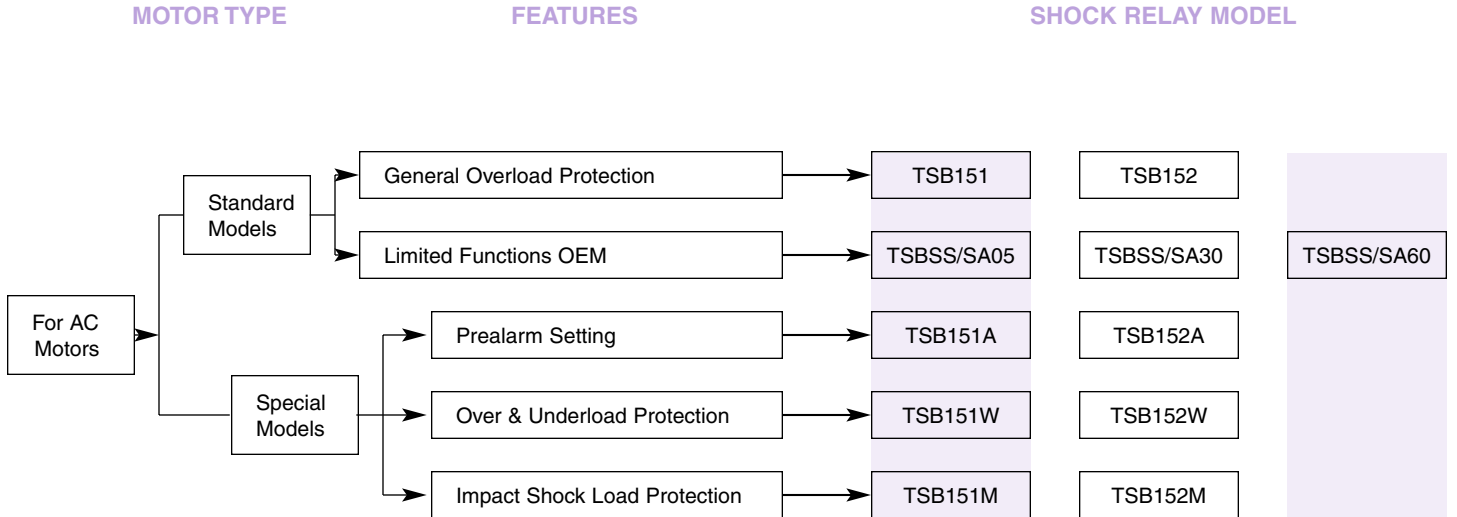 MOTOR TYPE FEATURES SHOCK RELAY MODEL
General Overload Protection TSB151 TSB152
Standard
Models
Limited Functions OEM TSBSS/SA05 TSBSS/SA30 TSBSS/SA60
For AC
Motors
Prealarm Setting TSB151A TSB152A
Special
Models
Over & Underload Protection TSB151W TSB152W
Impact Shock Load Protection TSB151M TSB152M